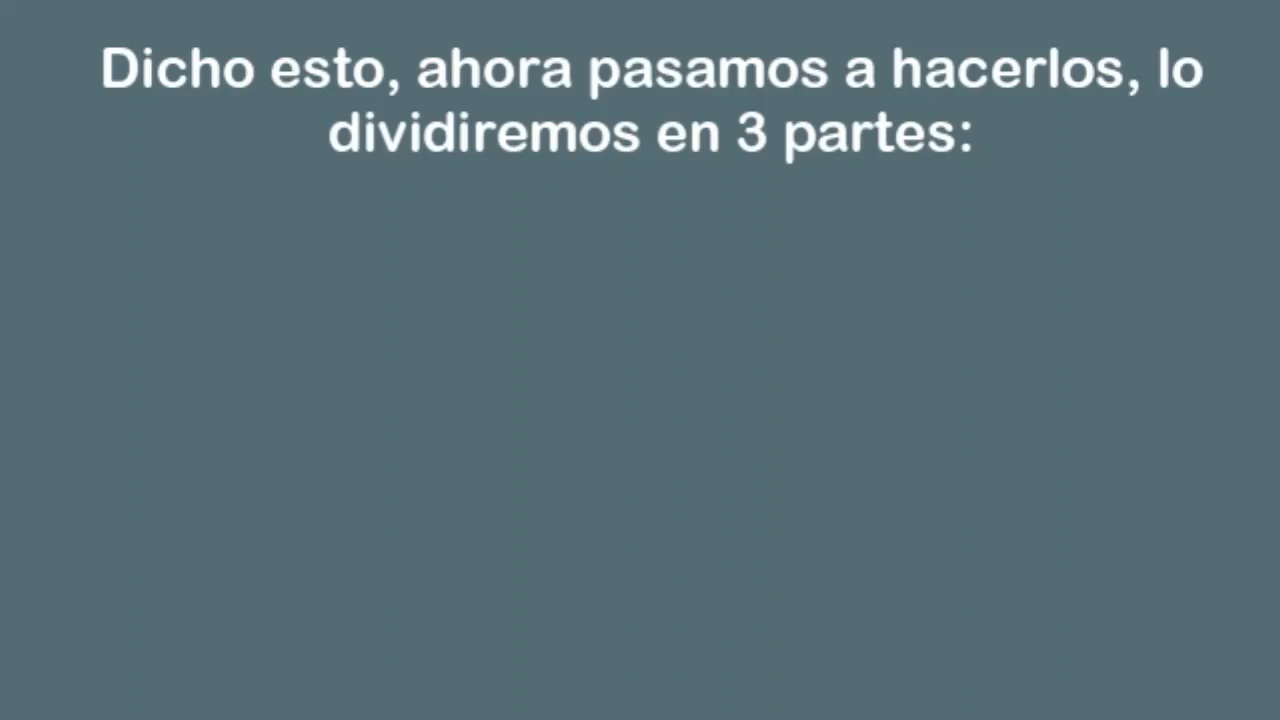 Dicho esto, ahora pasamos a hacerlos, lo
dividiremos en 3 partes: